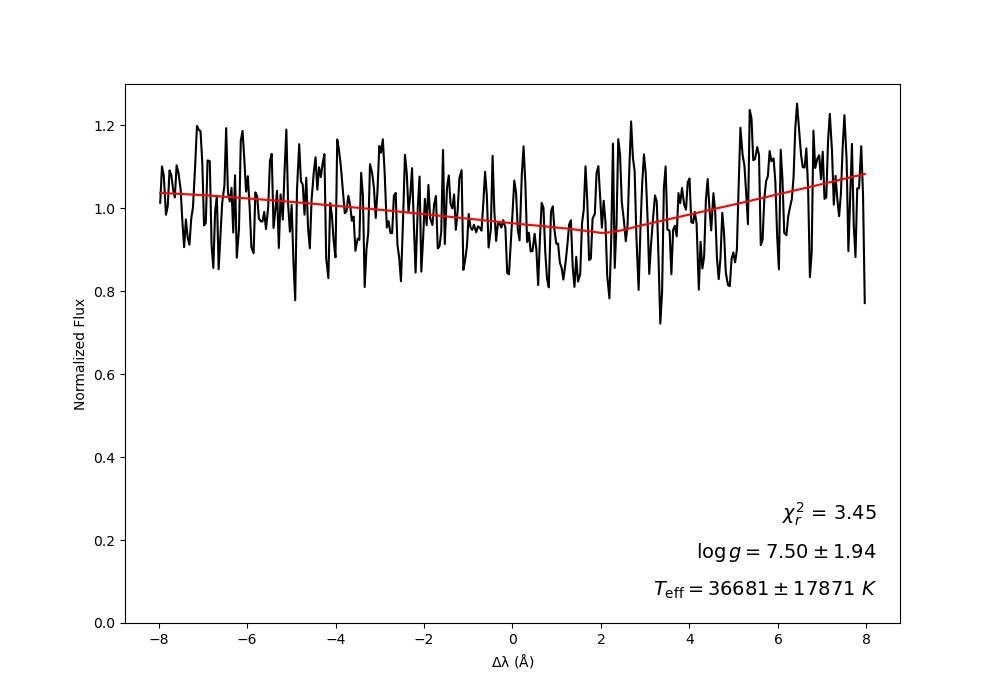 1.2
1.0
0.8
0.6
0.4
0.2
0.0
Normalized Flux
χ²ᵣ = 3.45
log g = 7.50 ± 1.94
T_eff = 36681 ± 17871 K
−8 −6 −4 −2 0 2 4 6 8
Δλ (Å)